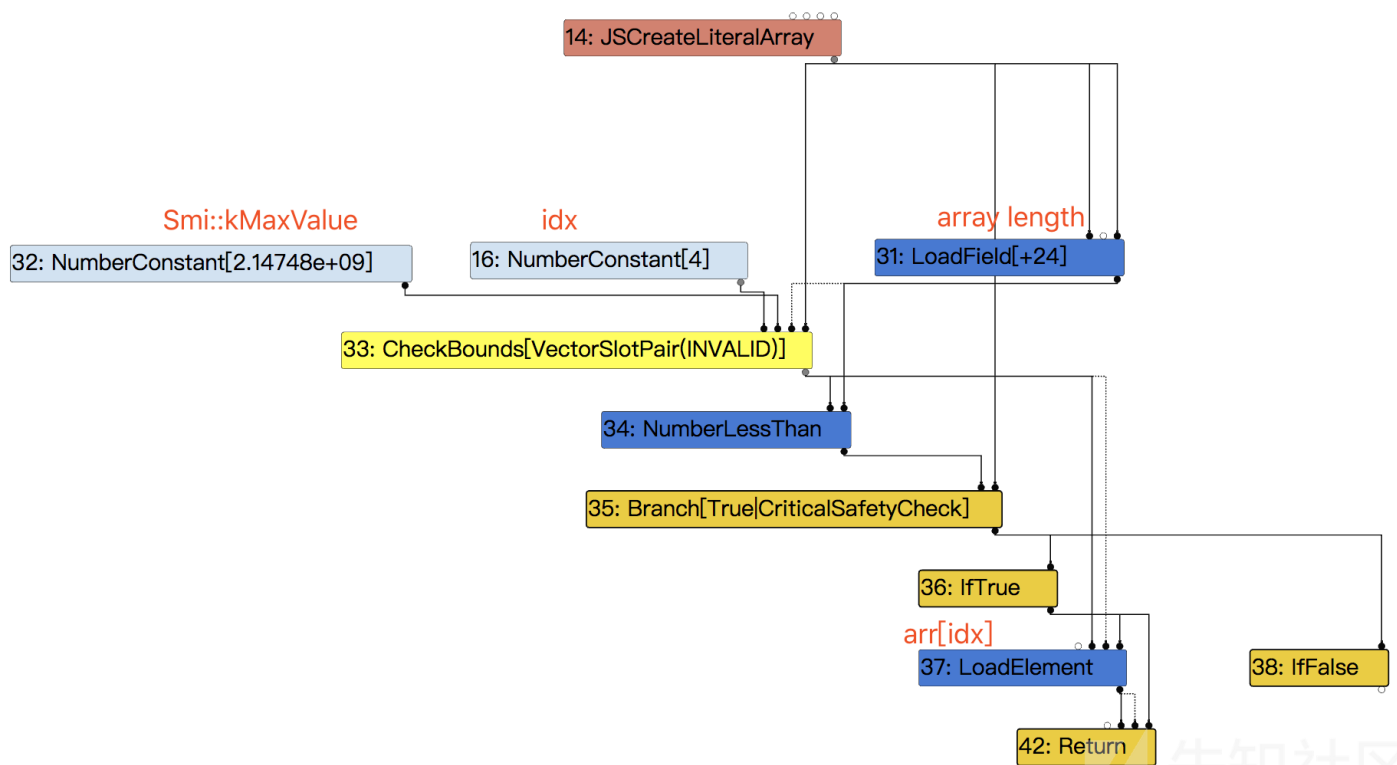 14: JSCreateLiteralArray
Smi::kMaxValue
idx
array length
32: NumberConstant[2.14748e+09]
16: NumberConstant[4]
31: LoadField[+24]
33: CheckBounds[VectorSlotPair(INVALID)]
34: NumberLessThan
35: Branch[True|CriticalSafetyCheck]
36: IfTrue
arr[idx]
37: LoadElement
38: IfFalse
42: Return